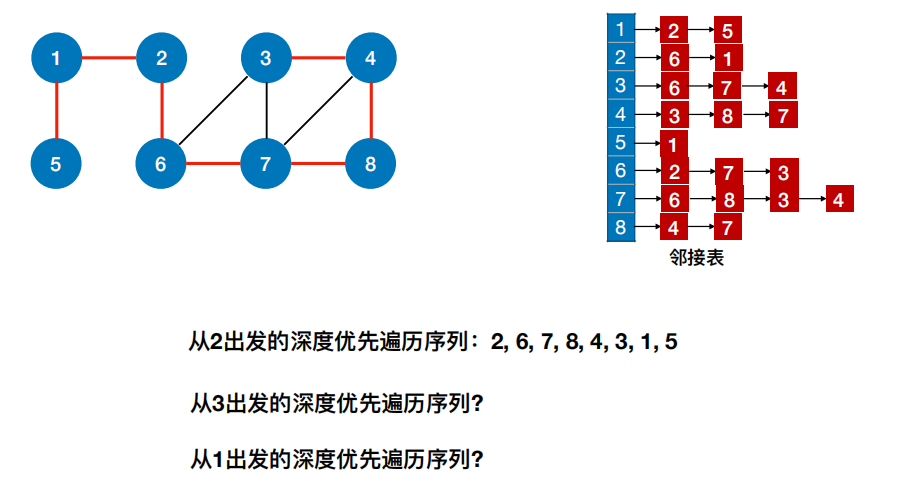 1 2 3 4
5 6 7 8
1 2 5
2 6 1
3 6 7 4
4 3 8 7
5 1
6 2 7 3
7 6 8 3 4
8 4 7
邻接表
从2出发的深度优先遍历序列：2, 6, 7, 8, 4, 3, 1, 5
从3出发的深度优先遍历序列?
从1出发的深度优先遍历序列?